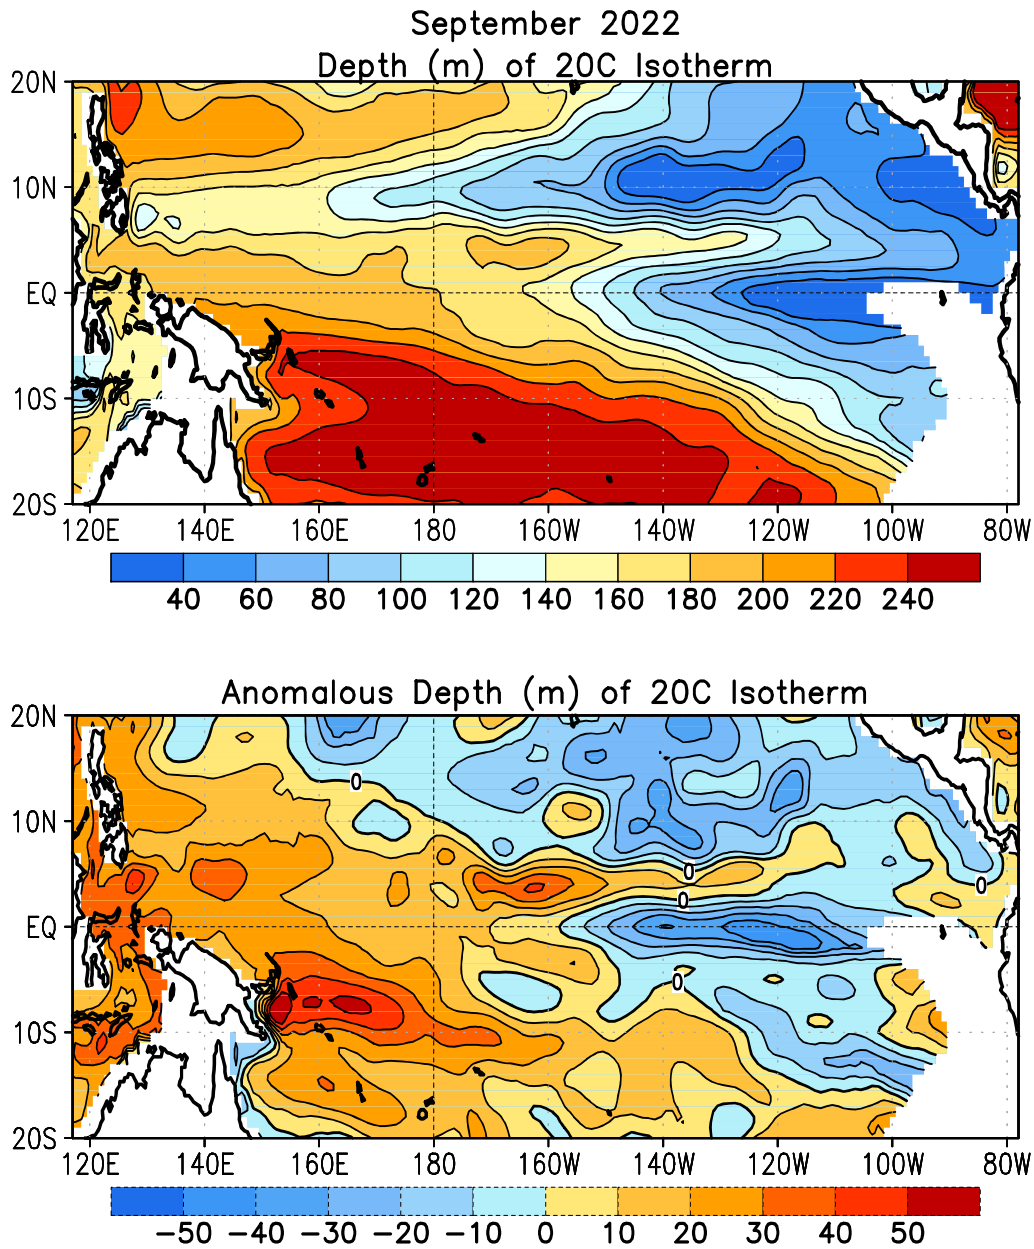 September 2022
Depth (m) of 20C Isotherm
20N
10N
EQ
10S
20S
120E 140E 160E 180 160W 140W 120W 100W 80W
40 60 80 100 120 140 160 180 200 220 240
Anomalous Depth (m) of 20C Isotherm
20N
0
10N
0
0
0
EQ
0
10S
20S
120E 140E 160E 180 160W 140W 120W 100W 80W
-50 -40 -30 -20 -10 0 10 20 30 40 50